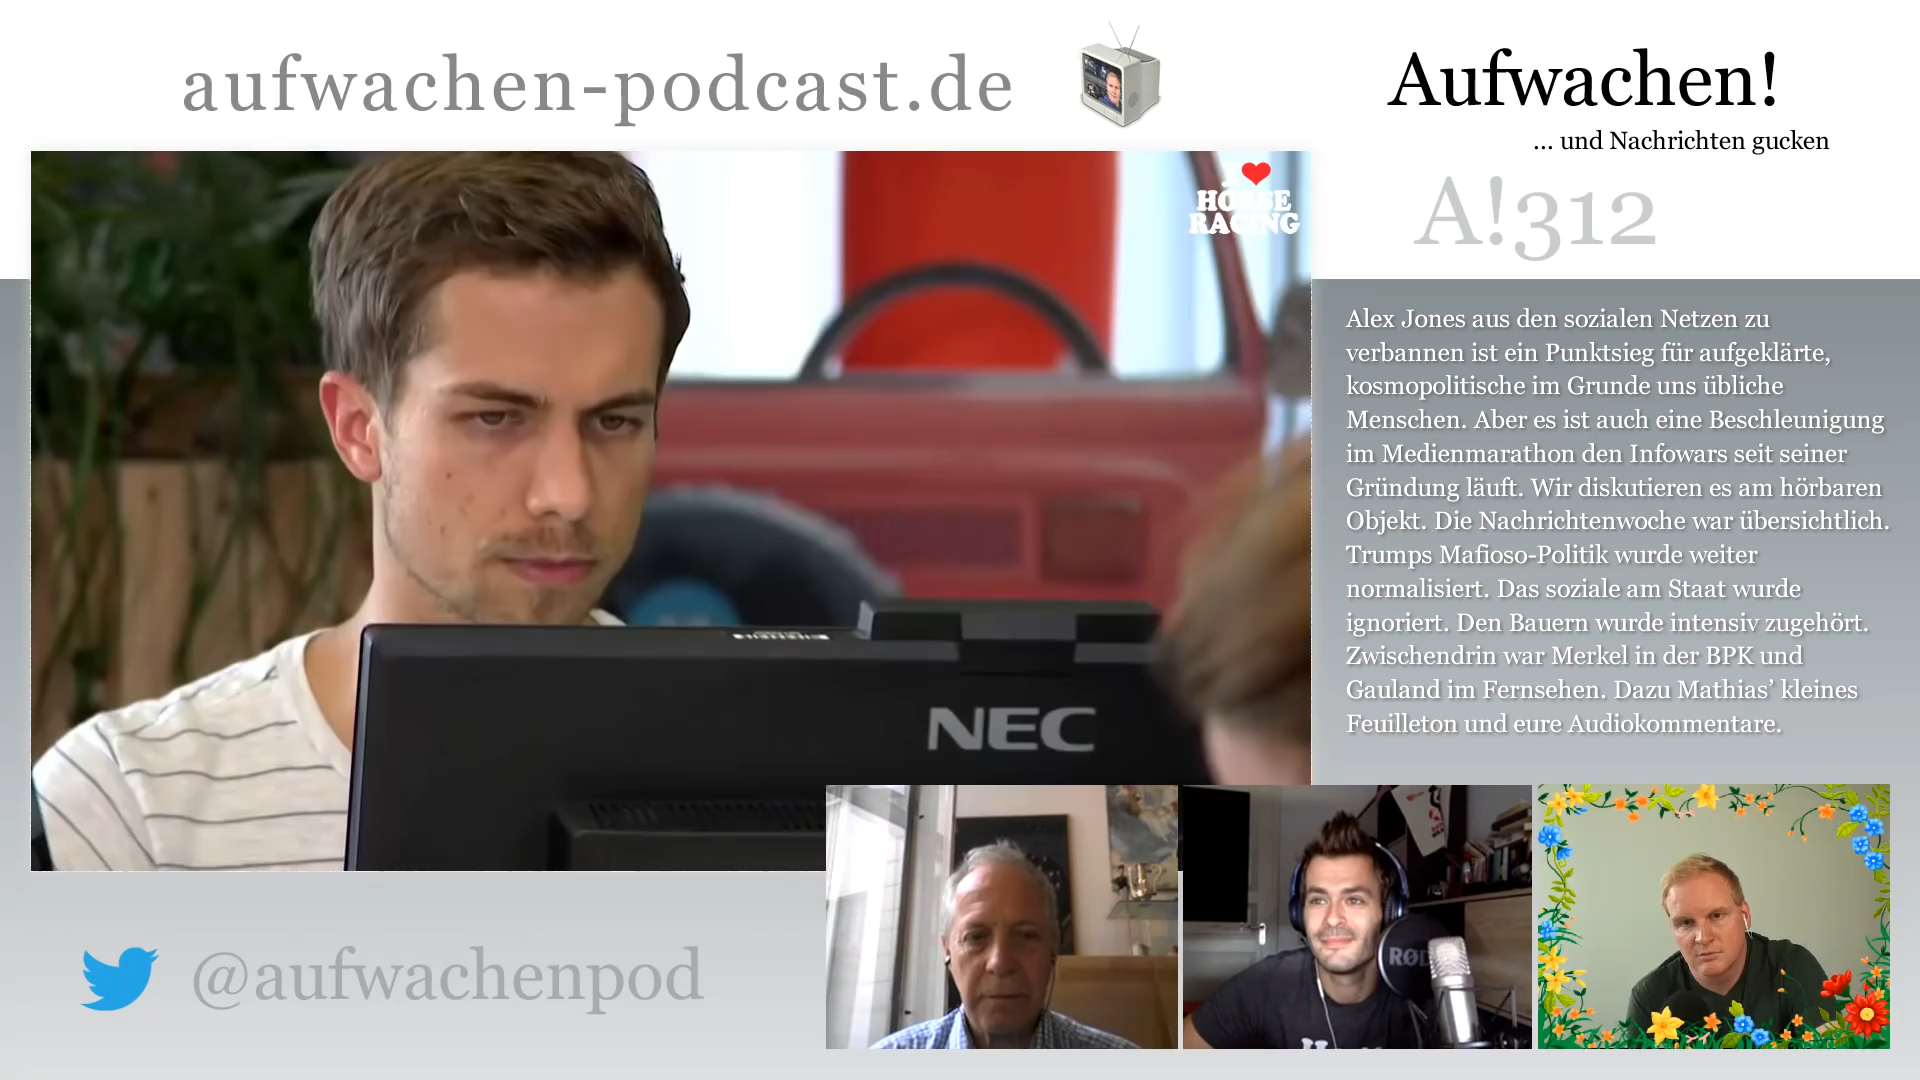 aufwachen-podcast.de
Aufwachen!
... und Nachrichten gucken
A!312
HORSE
RACING
Alex Jones aus den sozialen Netzen zu
verbannen ist ein Punktsieg für aufgeklärte,
kosmopolitische im Grunde uns übliche
Menschen. Aber es ist auch eine Beschleunigung
im Medienmarathon den Infowars seit seiner
Gründung läuft. Wir diskutieren es am hörbaren
Objekt. Die Nachrichtenwoche war übersichtlich.
Trumps Mafioso-Politik wurde weiter
normalisiert. Das soziale am Staat wurde
ignoriert. Den Bauern wurde intensiv zugehört.
Zwischendrin war Merkel in der BPK und
Gauland im Fernsehen. Dazu Mathias’ kleines
Feuilleton und eure Audiokommentare.
NEC
RØD
@aufwachenpod